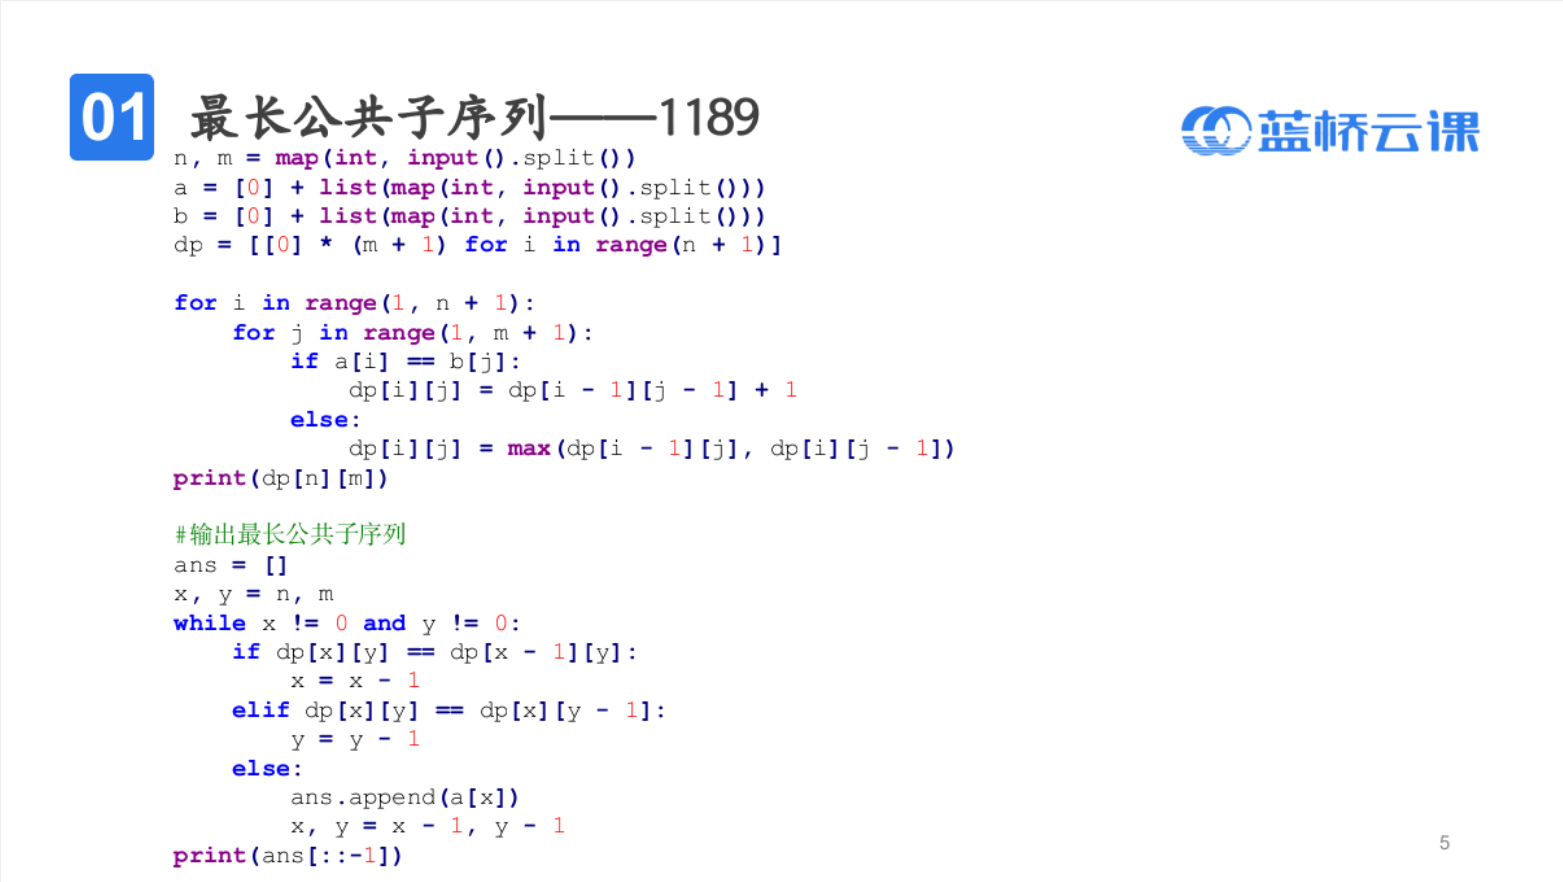 01 最长公共子序列——1189
蓝桥云课
n, m = map(int, input().split())
a = [0] + list(map(int, input().split()))
b = [0] + list(map(int, input().split()))
dp = [[0] * (m + 1) for i in range(n + 1)]
for i in range(1, n + 1):
    for j in range(1, m + 1):
        if a[i] == b[j]:
            dp[i][j] = dp[i - 1][j - 1] + 1
        else:
            dp[i][j] = max(dp[i - 1][j], dp[i][j - 1])
print(dp[n][m])
#输出最长公共子序列
ans = []
x, y = n, m
while x != 0 and y != 0:
    if dp[x][y] == dp[x - 1][y]:
        x = x - 1
    elif dp[x][y] == dp[x][y - 1]:
        y = y - 1
    else:
        ans.append(a[x])
        x, y = x - 1, y - 1
print(ans[::-1])
5